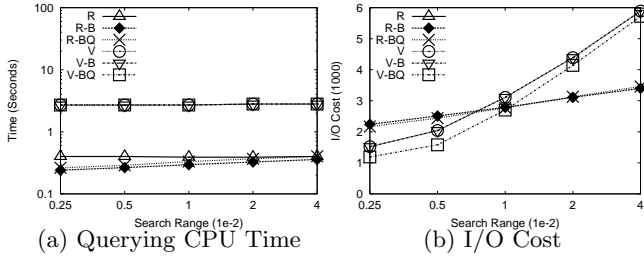 100
10
1
0.1
Time (Seconds)
R
R-B
R-BQ
V
V-B
V-BQ
0.25
0.5
1
2
4
Search Range (1e-2)
(a) Querying CPU Time
6
5
4
3
2
1
0
I/O Cost (1000)
R
R-B
R-BQ
V
V-B
V-BQ
0.25
0.5
1
2
4
Search Range (1e-2)
(b) I/O Cost